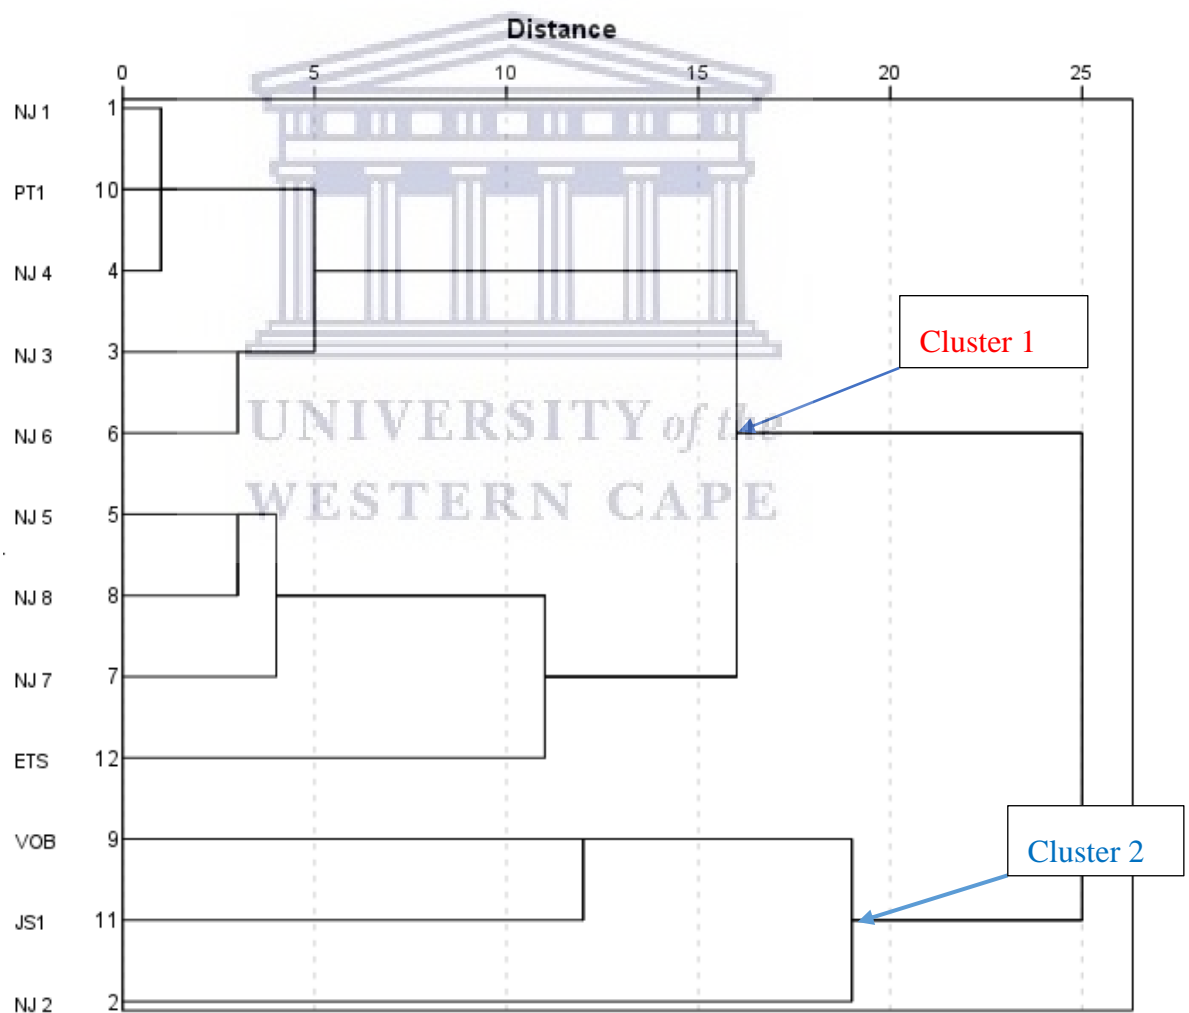 Distance
0 5 10 15 20 25
NJ 1 1
PT1 10
NJ 4 4
NJ 3 3
Cluster 1
NJ 6 6
UNIVERSITY of the
WESTERN CAPE
NJ 5 5
NJ 8 8
NJ 7 7
ETS 12
VOB 9
Cluster 2
JS1 11
NJ 2 2